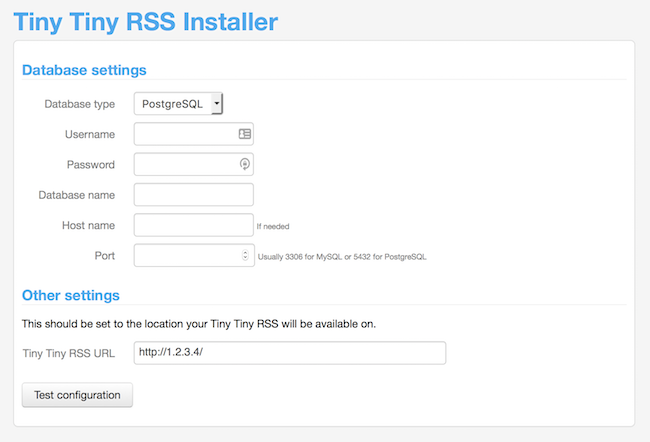 Tiny Tiny RSS Installer
Database settings
Database type PostgreSQL
Username
Password
Database name
Host name If needed
Port Usually 3306 for MySQL or 5432 for PostgreSQL
Other settings
This should be set to the location your Tiny Tiny RSS will be available on.
Tiny Tiny RSS URL http://1.2.3.4/
Test configuration